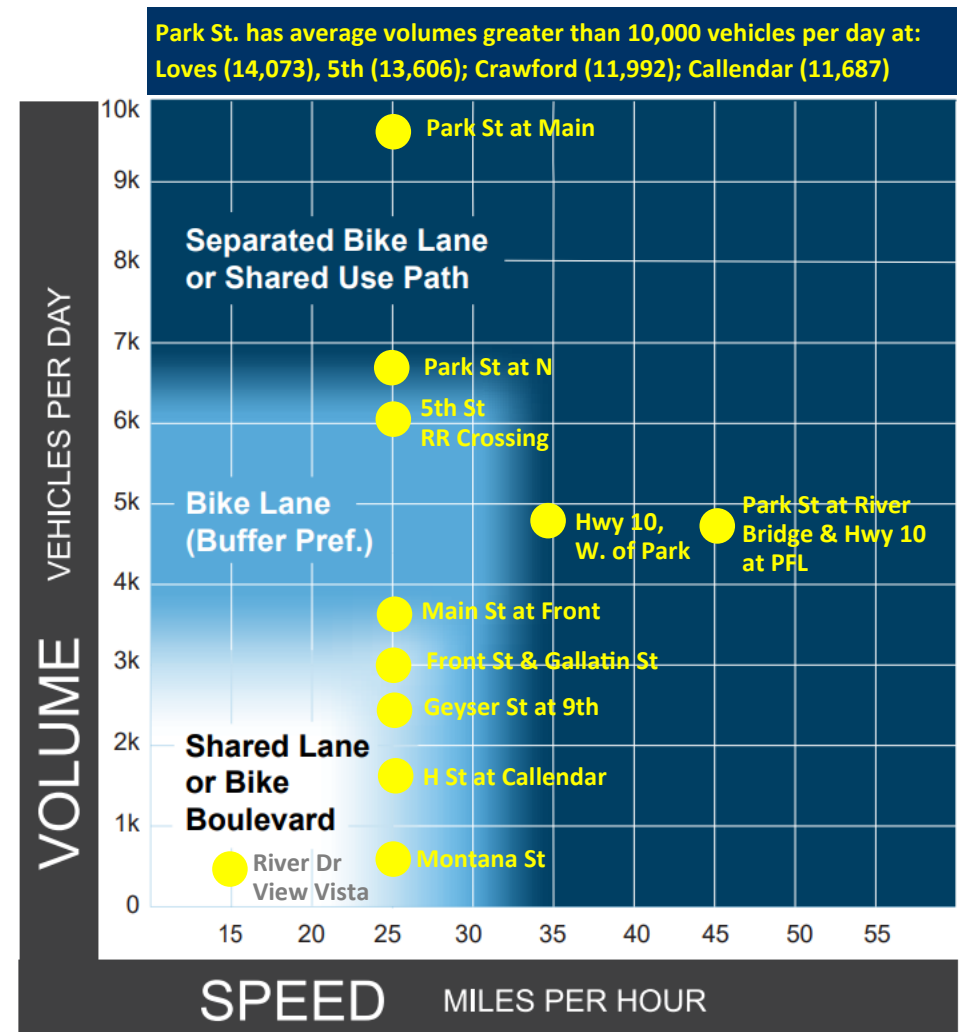 Park St. has average volumes greater than 10,000 vehicles per day at:
Loves (14,073), 5th (13,606); Crawford (11,992); Callendar (11,687)
10k
Park St at Main
9k
Separated Bike Lane
or Shared Use Path
8k
7k
Park St at N
5th St
RR Crossing
6k
Bike Lane
(Buffer Pref.)
5k
Hwy 10,
W. of Park
Park St at River
Bridge & Hwy 10
at PFL
4k
Main St at Front
3k
Front St & Gallatin St
Geyser St at 9th
2k
Shared Lane
or Bike
Boulevard
H St at Callendar
1k
River Dr
View Vista
Montana St
0
VOLUME VEHICLES PER DAY
15 20 25 30 35 40 45 50 55
SPEED MILES PER HOUR